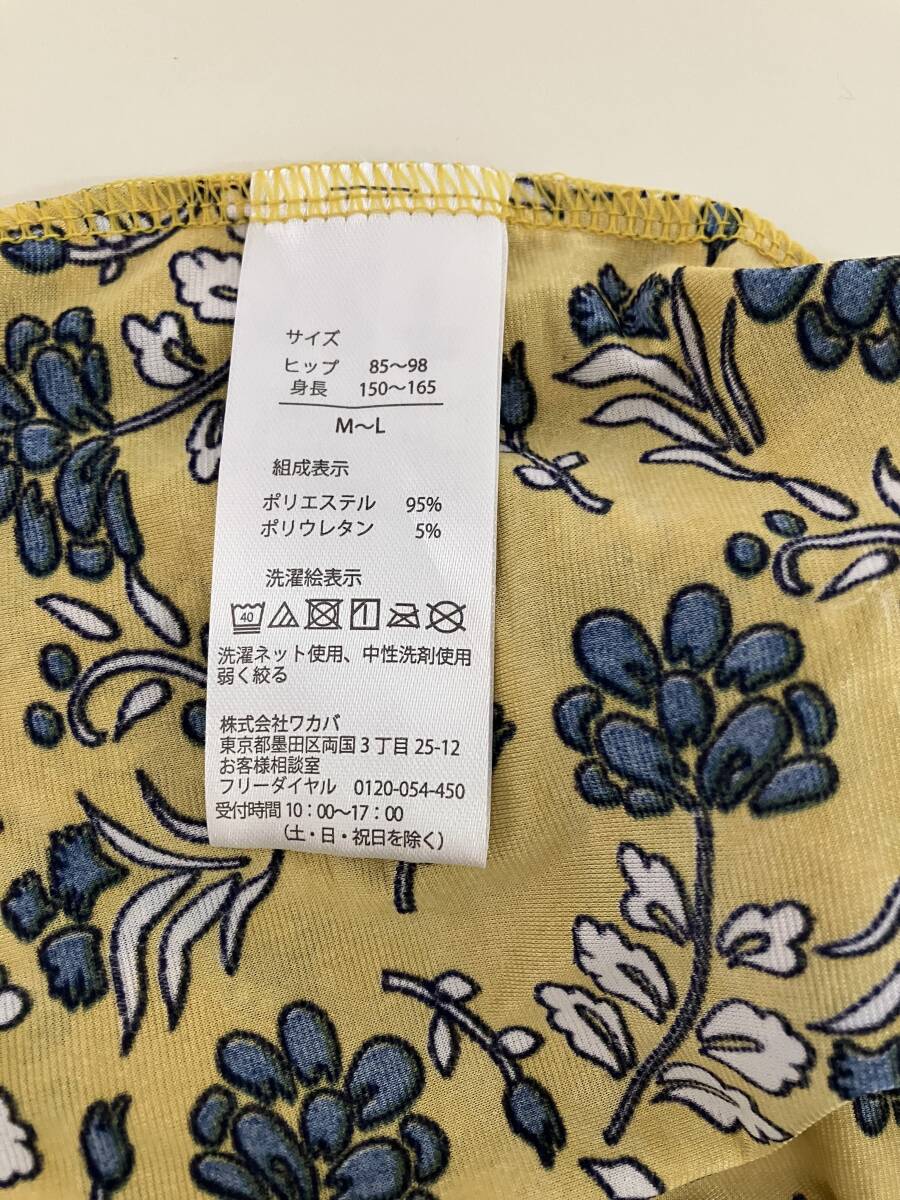 サイズ
ヒップ 85～98
身長 150～165
M～L
組成表示
ポリエステル 95%
ポリウレタン 5%
洗濯絵表示
40
洗濯ネット使用、中性洗剤使用
弱く絞る
株式会社ワカバ
東京都墨田区両国3丁目25-12
お客様相談室
フリーダイヤル 0120-054-450
受付時間10：00～17：00
（土・日・祝日を除く）